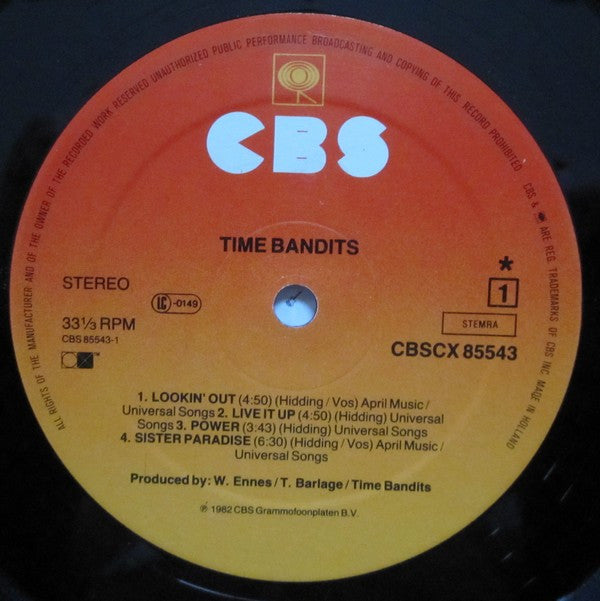 ALL RIGHTS OF THE MANUFACTURER AND OF THE OWNER OF THE RECORDED WORK RESERVED UNAUTHORIZED PUBLIC PERFORMANCE BROADCASTING AND COPYING OF THIS RECORD PROHIBITED. CBS & ARE REG. TRADEMARKS OF CBS INC MADE IN HOLLAND
CBS
TIME BANDITS
STEREO
LC -0149
*
1
33⅓ RPM
STEMRA
CBS 85543-1
CBSCX 85543
™
1. LOOKIN' OUT (4:50) (Hidding / Vos) April Music /
Universal Songs 2. LIVE IT UP (4:50) (Hidding) Universal
Songs 3. POWER (3:43) (Hidding) Universal Songs
4. SISTER PARADISE (6:30) (Hidding / Vos) April Music /
Universal Songs
Produced by: W. Ennes / T. Barlage / Time Bandits
℗ 1982 CBS Grammofoonplaten B.V.